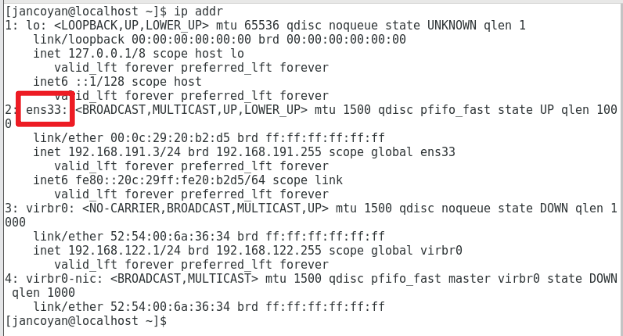 [jancoyan@localhost ~]$ ip addr
1: lo: <LOOPBACK,UP,LOWER_UP> mtu 65536 qdisc noqueue state UNKNOWN qlen 1
    link/loopback 00:00:00:00:00:00 brd 00:00:00:00:00:00
    inet 127.0.0.1/8 scope host lo
       valid_lft forever preferred_lft forever
    inet6 ::1/128 scope host
       valid_lft forever preferred_lft forever
2: ens33: <BROADCAST,MULTICAST,UP,LOWER_UP> mtu 1500 qdisc pfifo_fast state UP qlen 100
0
    link/ether 00:0c:29:20:b2:d5 brd ff:ff:ff:ff:ff:ff
    inet 192.168.191.3/24 brd 192.168.191.255 scope global ens33
       valid_lft forever preferred_lft forever
    inet6 fe80::20c:29ff:fe20:b2d5/64 scope link
       valid_lft forever preferred_lft forever
3: virbr0: <NO-CARRIER,BROADCAST,MULTICAST,UP> mtu 1500 qdisc noqueue state DOWN qlen 1
000
    link/ether 52:54:00:6a:36:34 brd ff:ff:ff:ff:ff:ff
    inet 192.168.122.1/24 brd 192.168.122.255 scope global virbr0
       valid_lft forever preferred_lft forever
4: virbr0-nic: <BROADCAST,MULTICAST> mtu 1500 qdisc pfifo_fast master virbr0 state DOWN
 qlen 1000
    link/ether 52:54:00:6a:36:34 brd ff:ff:ff:ff:ff:ff
[jancoyan@localhost ~]$